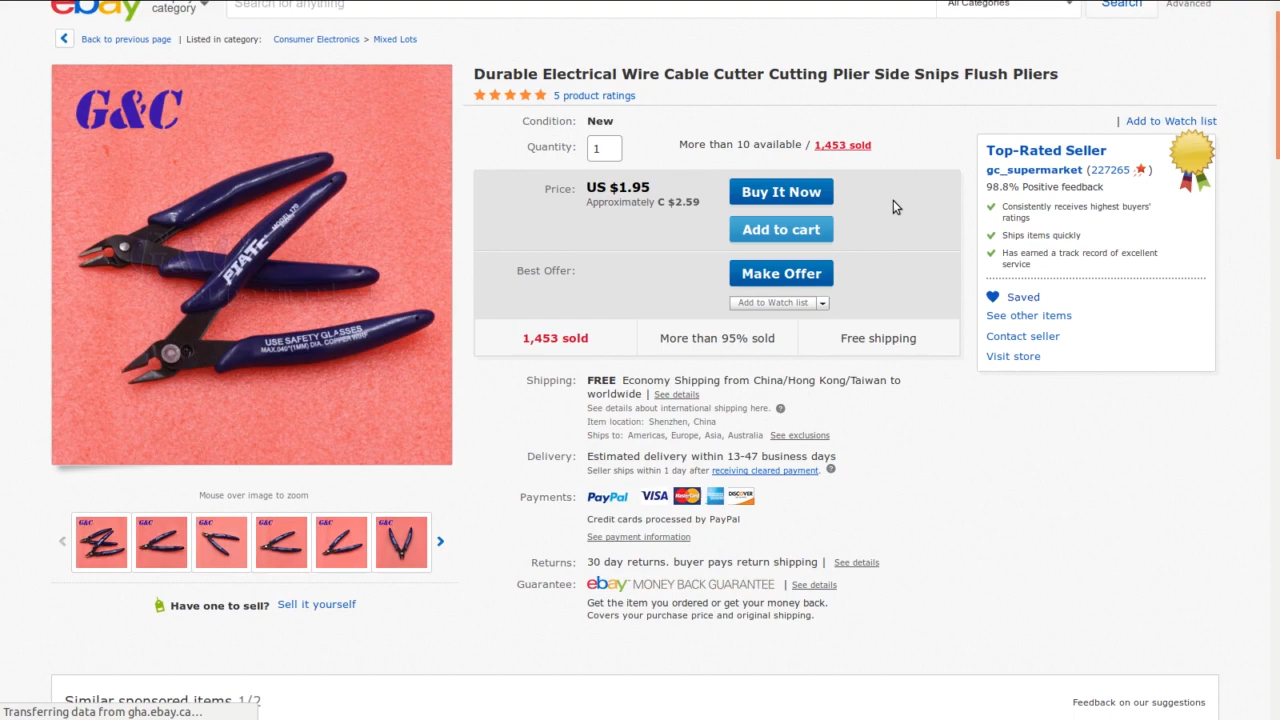 ebay
category
Search for anything
All Categories
Search
Advanced
Back to previous page | Listed in category: Consumer Electronics > Mixed Lots
G&C
MODEL 170
USE SAFETY GLASSES
MAX.040"(1MM) DIA. COPPER WIRE
Mouse over image to zoom
G&C
G&C
G&C
G&C
G&C
G&C
Have one to sell? Sell it yourself
Durable Electrical Wire Cable Cutter Cutting Plier Side Snips Flush Pliers
5 product ratings
| Add to Watch list
Condition: New
Quantity: 1 More than 10 available / 1,453 sold
Price: US $1.95
Approximately C $2.59
Buy It Now
Add to cart
Best Offer:
Make Offer
Add to Watch list
1,453 sold
More than 95% sold
Free shipping
Shipping: FREE Economy Shipping from China/Hong Kong/Taiwan to
worldwide | See details
See details about international shipping here. ?
Item location: Shenzhen, China
Ships to: Americas, Europe, Asia, Australia See exclusions
Delivery: Estimated delivery within 13-47 business days
Seller ships within 1 day after receiving cleared payment. ?
Payments: PayPal VISA MasterCard DISCOVER
Credit cards processed by PayPal
See payment information
Returns: 30 day returns. buyer pays return shipping | See details
Guarantee: ebay MONEY BACK GUARANTEE | See details
Get the item you ordered or get your money back.
Covers your purchase price and original shipping.
Top-Rated Seller
gc_supermarket (227265 )
98.8% Positive feedback
Consistently receives highest buyers'
ratings
Ships items quickly
Has earned a track record of excellent
service
Saved
See other items
Contact seller
Visit store
Similar sponsored items 1/2
Feedback on our suggestions
Transferring data from gha.ebay.ca...